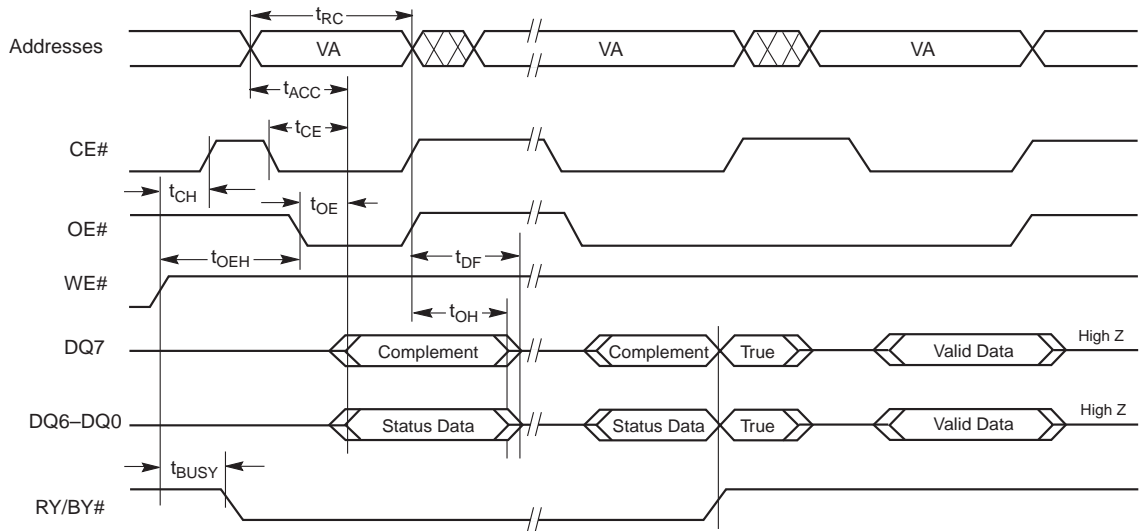 tRC
Addresses VA VA VA
tACC
tCE
CE#
tCH tOE
OE#
tOEH tDF
WE#
tOH
DQ7 Complement Complement True Valid Data High Z
DQ6–DQ0 Status Data Status Data True Valid Data High Z
tBUSY
RY/BY#